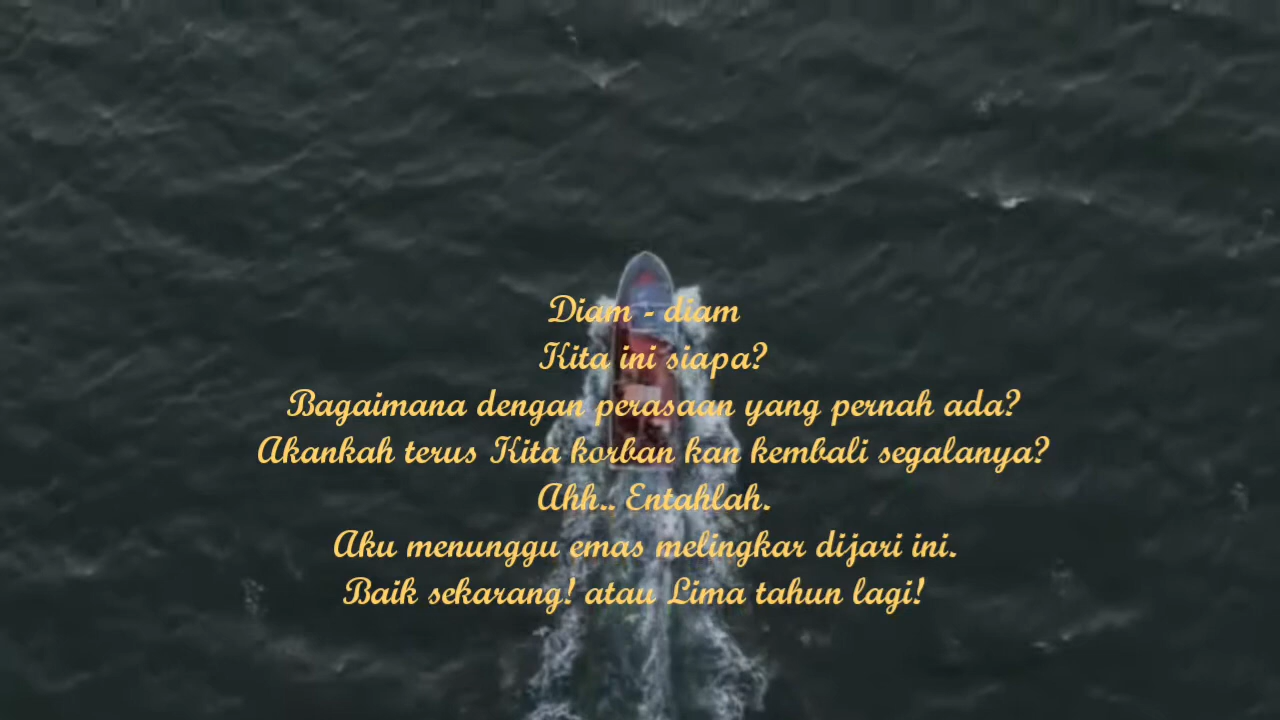 Diam - diam
Kita ini siapa?
Bagaimana dengan perasaan yang pernah ada?
Akankah terus Kita korban kan kembali segalanya?
Ahh.. Entahlah.
Aku menunggu emas melingkar dijari ini.
Baik sekarang! atau Lima tahun lagi!